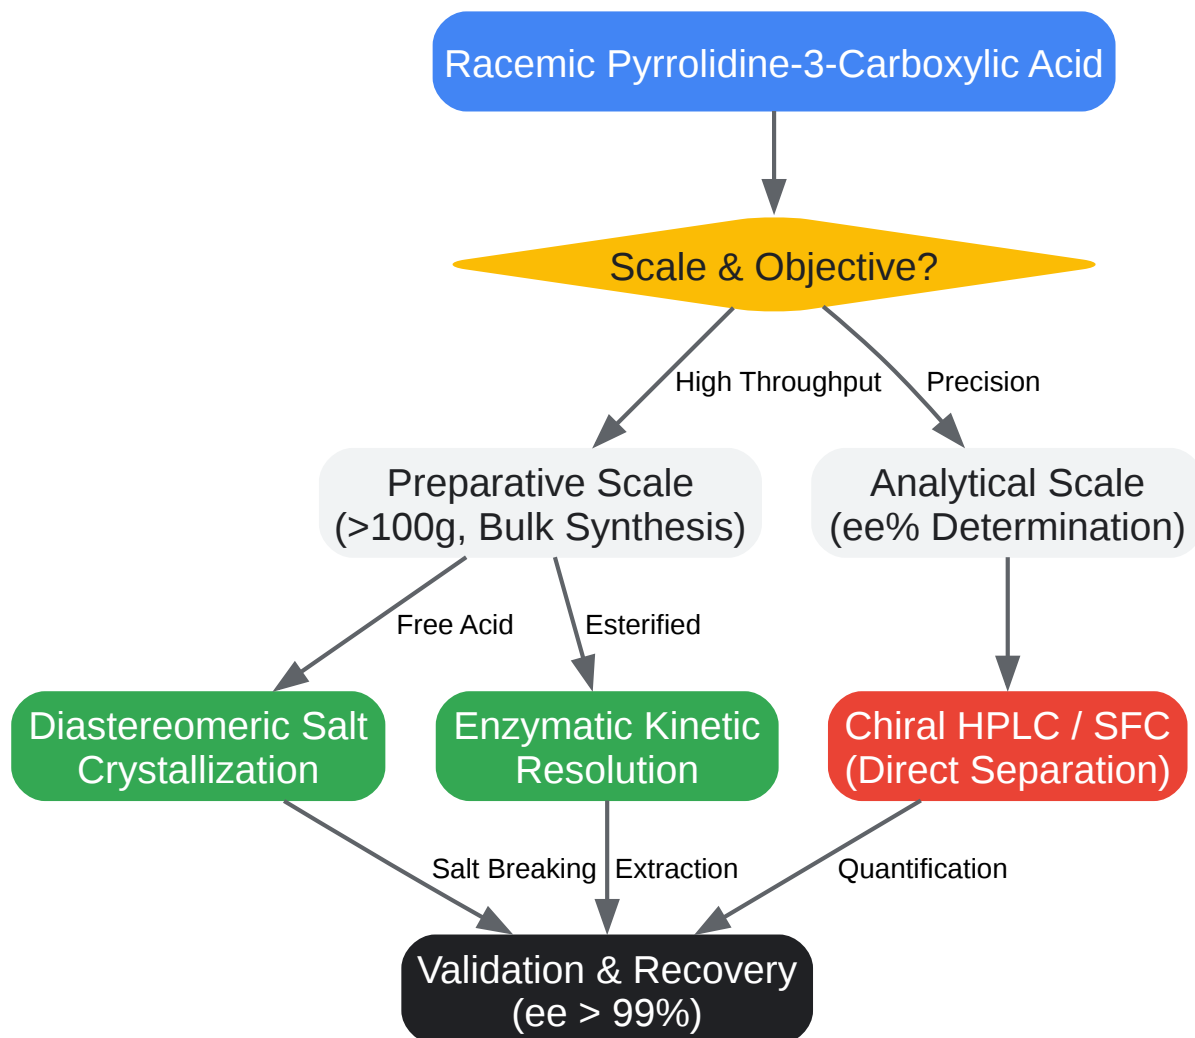 Racemic Pyrrolidine-3-Carboxylic Acid
Scale & Objective?
High Throughput
Precision
Preparative Scale
(>100g, Bulk Synthesis)
Analytical Scale
(ee% Determination)
Free Acid
Esterified
Diastereomeric Salt
Crystallization
Enzymatic Kinetic
Resolution
Chiral HPLC / SFC
(Direct Separation)
Salt Breaking
Extraction
Quantification
Validation & Recovery
(ee > 99%)